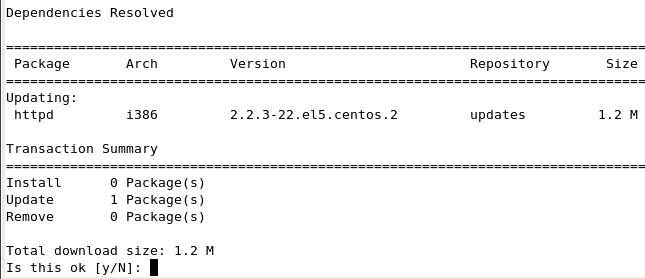 Dependencies Resolved
================================================================================
Package Arch Version Repository Size
================================================================================
Updating:
httpd i386 2.2.3-22.el5.centos.2 updates 1.2 M
Transaction Summary
================================================================================
Install 0 Package(s)
Update 1 Package(s)
Remove 0 Package(s)
Total download size: 1.2 M
Is this ok [y/N]: